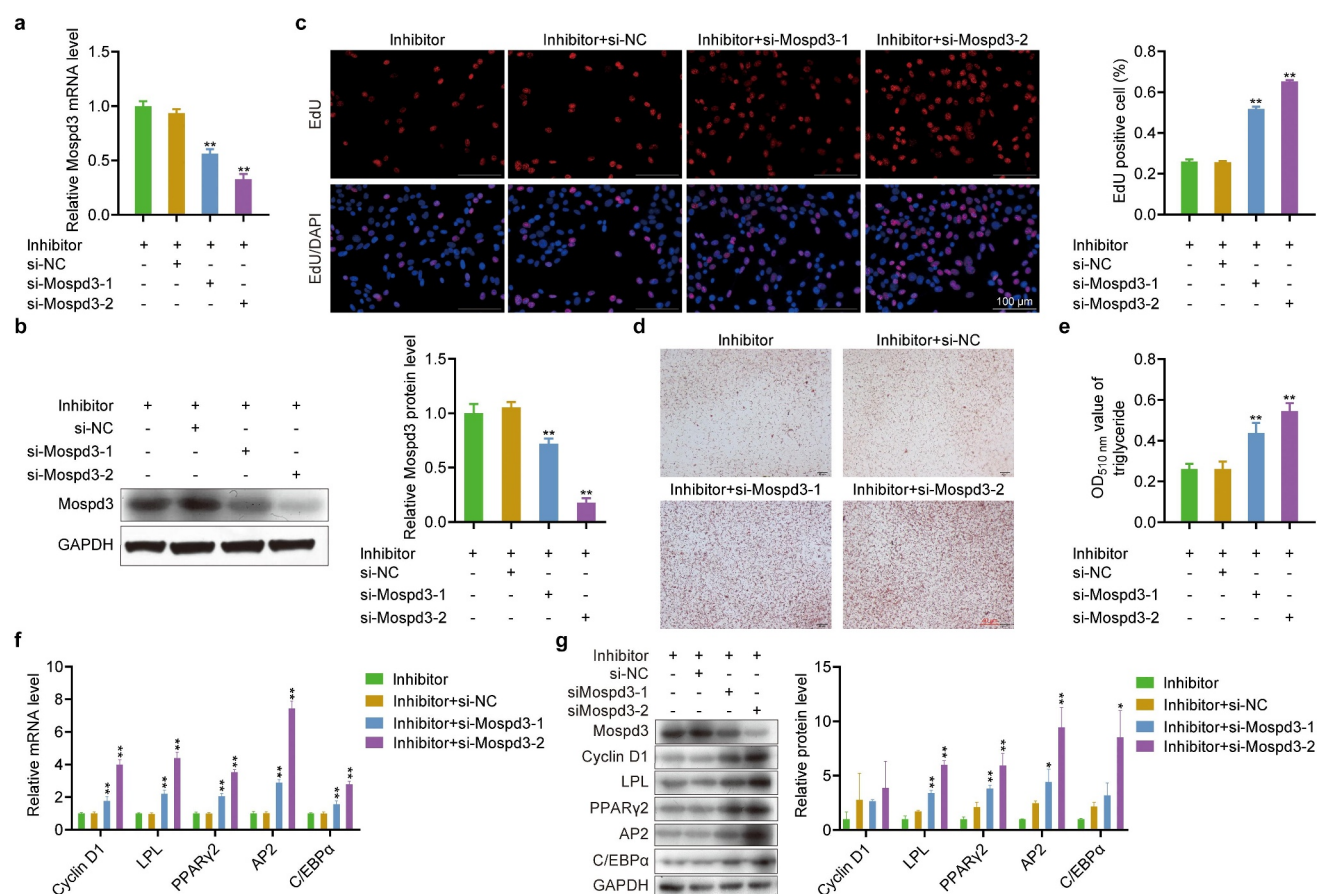 a
Relative Mospd3 mRNA level
1.5
1.0
0.5
0.0
Inhibitor + + + +
si-NC - + - -
si-Mospd3-1 - - + -
si-Mospd3-2 - - - +
** **
c
Inhibitor Inhibitor+si-NC Inhibitor+si-Mospd3-1 Inhibitor+si-Mospd3-2
EdU
EdU/DAPI
100 μm
EdU positive cell (%)
0.8
0.6
0.4
0.2
0.0
** **
Inhibitor + + + +
si-NC - + - -
si-Mospd3-1 - - + -
si-Mospd3-2 - - - +
b
Inhibitor + + + +
si-NC - + - -
si-Mospd3-1 - - + -
si-Mospd3-2 - - - +
Mospd3
GAPDH
Relative Mospd3 protein level
1.5
1.0
0.5
0.0
** **
Inhibitor + + + +
si-NC - + - -
si-Mospd3-1 - - + -
si-Mospd3-2 - - - +
d
Inhibitor Inhibitor+si-NC
Inhibitor+si-Mospd3-1 Inhibitor+si-Mospd3-2
e
OD510 nm value of
triglyceride
0.8
0.6
0.4
0.2
0.0
** **
Inhibitor + + + +
si-NC - + - -
si-Mospd3-1 - - + -
si-Mospd3-2 - - - +
f
Relative mRNA level
10
8
6
4
2
0
** ** ** ** ** ** ** ** ** **
Cyclin D1 LPL PPARγ2 AP2 C/EBPα
Inhibitor
Inhibitor+si-NC
Inhibitor+si-Mospd3-1
Inhibitor+si-Mospd3-2
g
Inhibitor + + + +
si-NC - + - -
siMospd3-1 - - + -
siMospd3-2 - - - +
Mospd3
Cyclin D1
LPL
PPARγ2
AP2
C/EBPα
GAPDH
Relative protein level
15
10
5
0
** ** ** ** * ** *
Cyclin D1 LPL PPARγ2 AP2 C/EBPα
Inhibitor
Inhibitor+si-NC
Inhibitor+si-Mospd3-1
Inhibitor+si-Mospd3-2